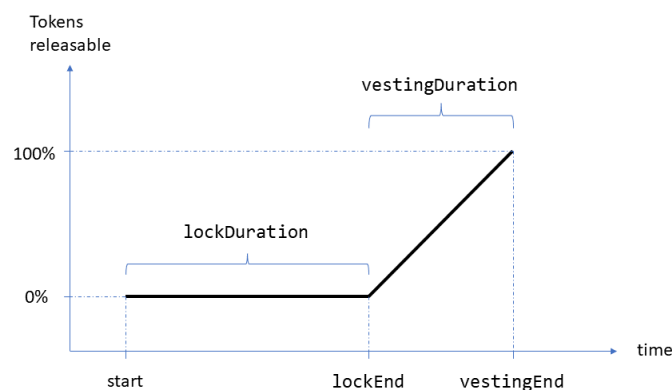 Tokens
releasable
vestingDuration
100%
lockDuration
0%
time
start
lockEnd
vestingEnd